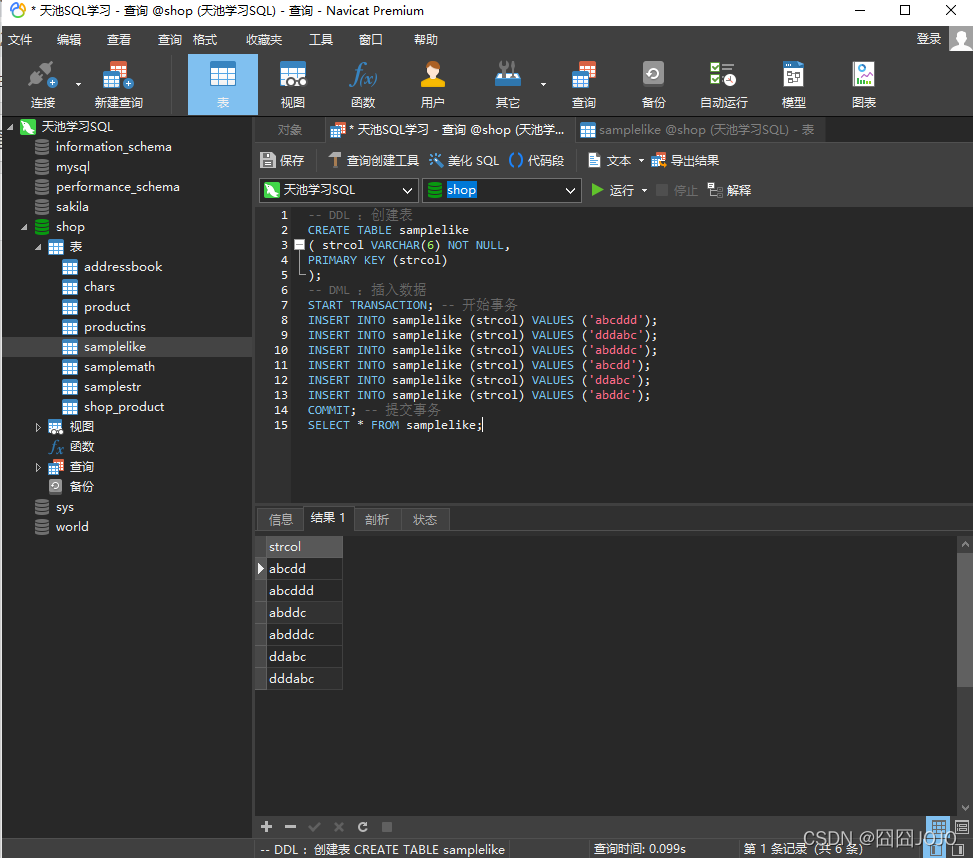 * 天池学习SQL - 查询 @shop (天池学习SQL) - 查询 - Navicat Premium
文件 编辑 查看 查询 格式 收藏夹 工具 窗口 帮助 登录
连接 新建查询 表 视图 函数 用户 其它 查询 备份 自动运行 模型 图表
天池学习SQL
information_schema
mysql
performance_schema
sakila
shop
表
addressbook
chars
product
productins
samplelike
samplemath
samplestr
shop_product
视图
函数
查询
备份
sys
world
对象 * 天池SQL学习 - 查询 @shop (天池学... samplelike @shop (天池学习SQL) - 表
保存 查询创建工具 美化 SQL () 代码段 文本 导出结果
天池学习SQL shop 运行 停止 解释
1 -- DDL ：创建表
2 CREATE TABLE samplelike
3 ( strcol VARCHAR(6) NOT NULL,
4 PRIMARY KEY (strcol)
5 );
6 -- DML ：插入数据
7 START TRANSACTION; -- 开始事务
8 INSERT INTO samplelike (strcol) VALUES ('abcddd');
9 INSERT INTO samplelike (strcol) VALUES ('dddabc');
10 INSERT INTO samplelike (strcol) VALUES ('abdddc');
11 INSERT INTO samplelike (strcol) VALUES ('abcdd');
12 INSERT INTO samplelike (strcol) VALUES ('ddabc');
13 INSERT INTO samplelike (strcol) VALUES ('abddc');
14 COMMIT; -- 提交事务
15 SELECT * FROM samplelike;
信息 结果 1 剖析 状态
strcol
abcdd
abcddd
abddc
abdddc
ddabc
dddabc
-- DDL ：创建表 CREATE TABLE samplelike 查询时间: 0.099s 第 1 条记录 (共 6 条)
CSDN @囧囧JOJO